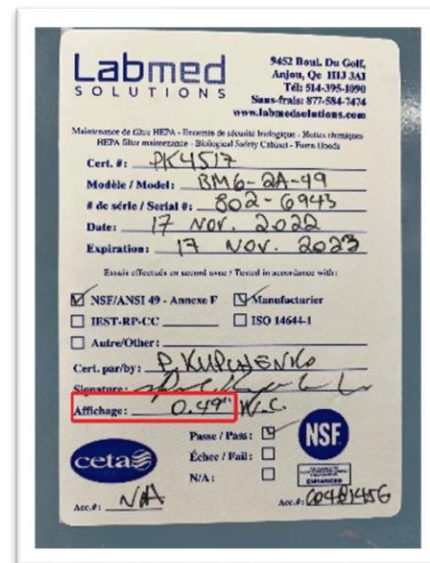 Labmed
SOLUTIONS
9452 Boul. Du Golf,
Anjou, Qc H1J 3A1
Tél: 514-395-1090
Sans-frais: 877-584-7474
www.labmedsolutions.com
Maintenance de filtre HEPA - Enceinte de sécurité biologique - Hottes chimiques
HEPA filter maintenance - Biological Safety Cabinet - Fume Hoods
Cert. #: PK4517
Modèle / Model: BM6-2A-49
# de série / Serial #: 802-6943
Date: 17 NOV. 2022
Expiration: 17 NOV. 2023
Essais effectués en accord avec / Tested in accordance with:
NSF/ANSI 49 - Annexe F Manufacturier
IEST-RP-CC ISO 14644-1
Autre/Other:
Cert. par/by: P. KUPCHENKO
Signature:
Affichage: 0.49" W.C.
Passe / Pass:
Échec / Fail:
N/A:
ceta
NSF
ENHANCED
Acc.#: N/A
Acc.#: